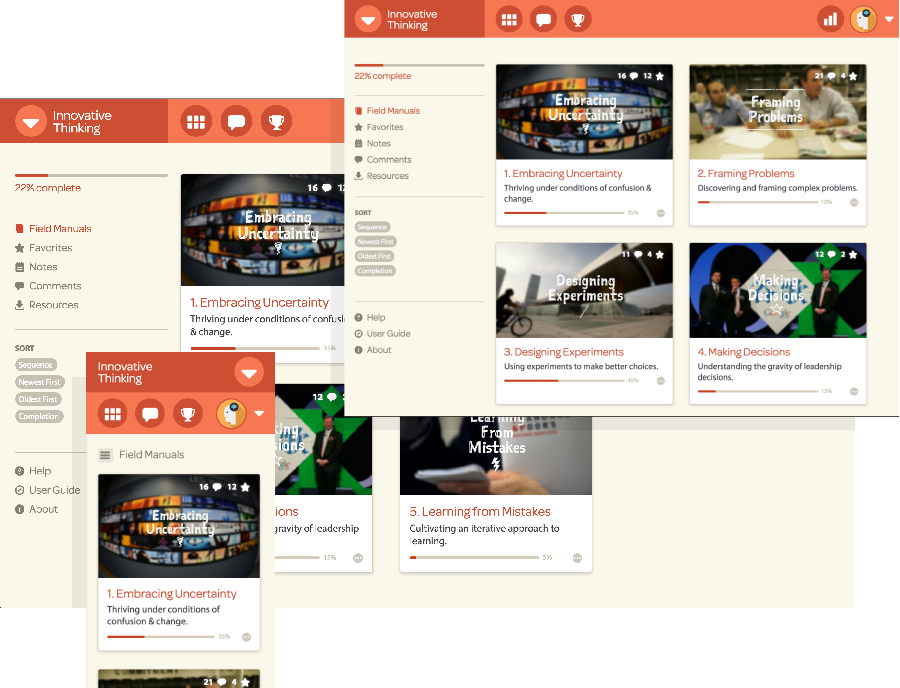 Innovative
Thinking
22% complete
Field Manuals
Favorites
Notes
Comments
Resources
SORT
Sequence
Newest First
Oldest First
Completion
Help
User Guide
About
16 12
Embracing
Uncertainty
1. Embracing Uncertainty
Thriving under conditions of confusion &
change.
35%
21 4
Framing
Problems
2. Framing Problems
Discovering and framing complex problems.
10%
11 4
Designing
Experiments
3. Designing Experiments
Using experiments to make better choices.
45%
12 2
Making
Decisions
4. Making Decisions
Understanding the gravity of leadership
decisions.
15%
Innovative
Thinking
22% complete
Field Manuals
Favorites
Notes
Comments
Resources
SORT
Sequence
Newest First
Oldest First
Completion
Help
User Guide
About
16 12
Embracing
Uncertainty
1. Embracing Uncertainty
Thriving under conditions of confusi
& change.
35%
12
king
sions
ions
gravity of leadership
15%
Learning
From
Mistakes
5. Learning from Mistakes
Cultivating an iterative approach to
learning.
5%
Innovative
Thinking
Field Manuals
16 12
Embracing
Uncertainty
1. Embracing Uncertainty
Thriving under conditions of
confusion & change.
35%
21 4